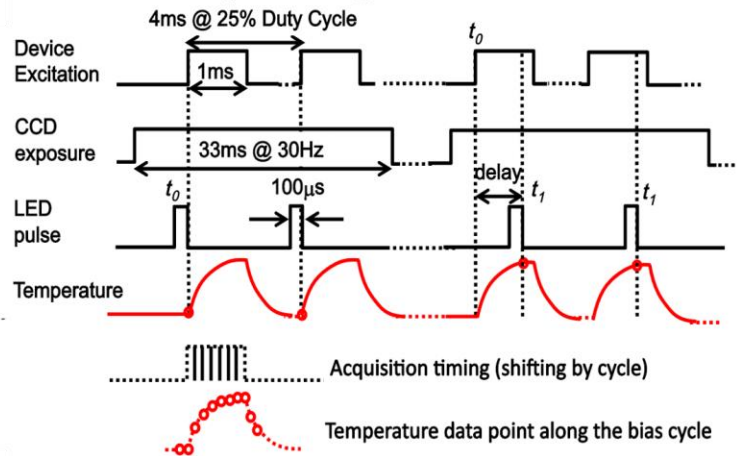 4ms @ 25% Duty Cycle
t₀
Device
Excitation
1ms
CCD
exposure
33ms @ 30Hz
delay
t₀
100μs
t₁
t₁
LED
pulse
Temperature
Acquisition timing (shifting by cycle)
Temperature data point along the bias cycle